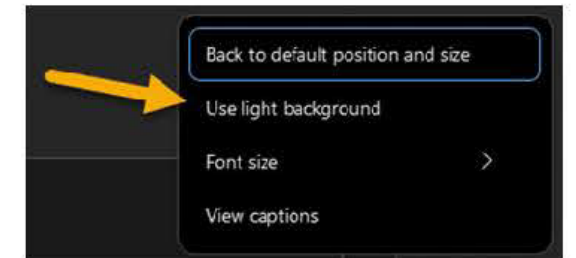 Back to default position and size
Use light background
Font size
View captions